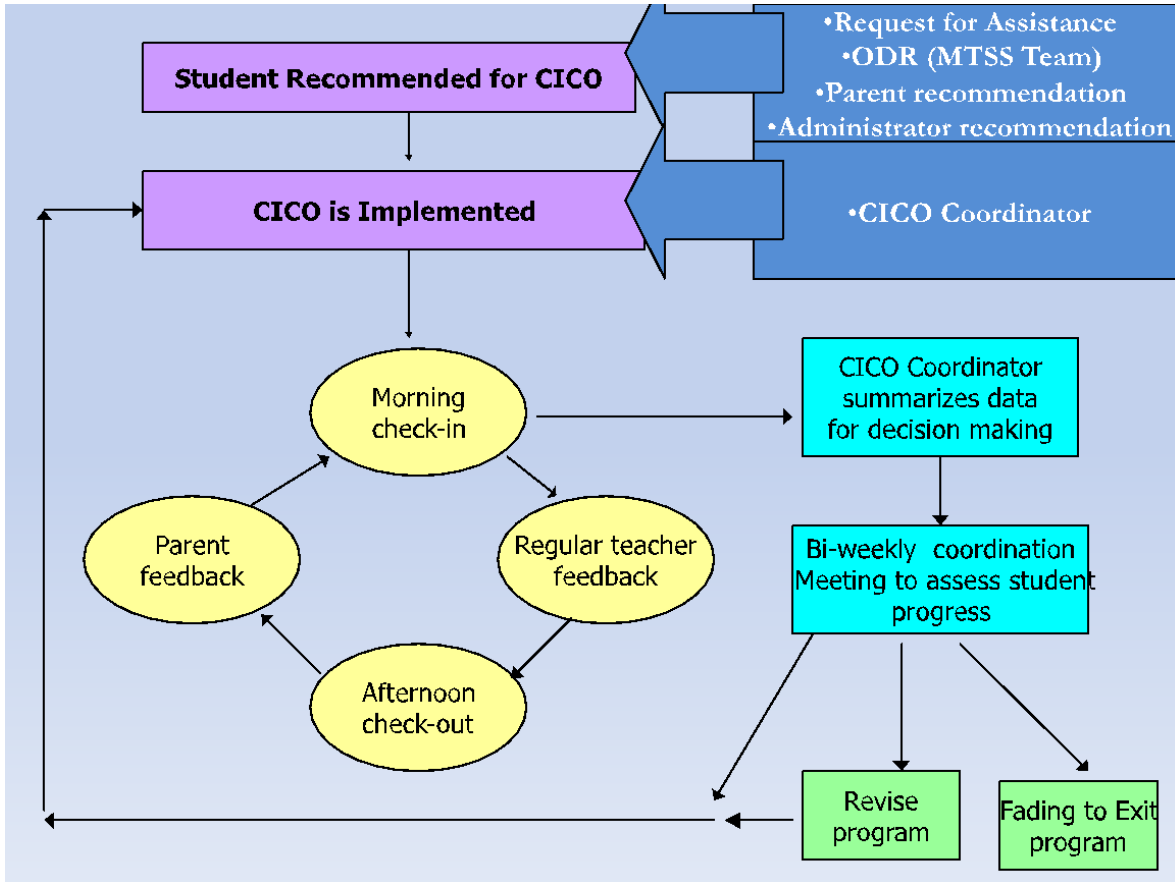 •Request for Assistance
•ODR (MTSS Team)
•Parent recommendation
•Administrator recommendation
Student Recommended for CICO
CICO is Implemented
•CICO Coordinator
Morning
check-in
CICO Coordinator
summarizes data
for decision making
Parent
feedback
Regular teacher
feedback
Bi-weekly coordination
Meeting to assess student
progress
Afternoon
check-out
Revise
program
Fading to Exit
program